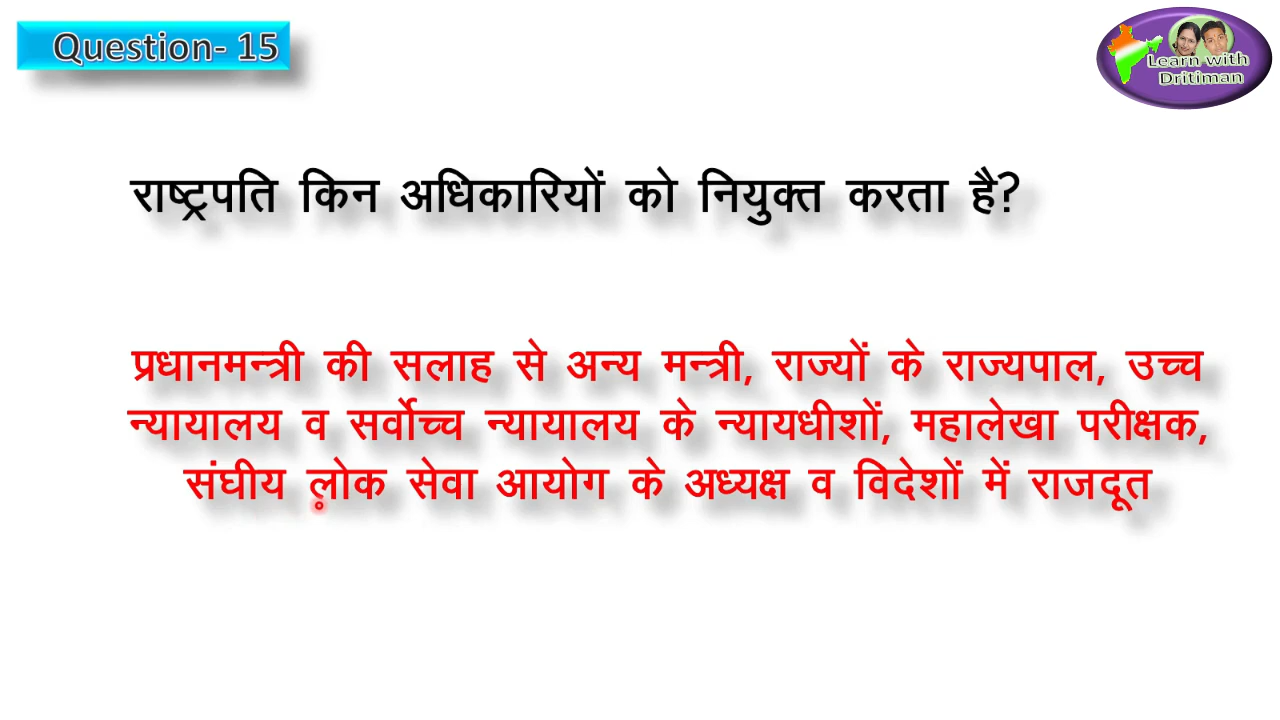 Question- 15
Learn with
Dritiman
राष्ट्रपति किन अधिकारियों को नियुक्त करता है?
प्रधानमन्त्री की सलाह से अन्य मन्त्री, राज्यों के राज्यपाल, उच्च
न्यायालय व सर्वोच्च न्यायालय के न्यायधीशों, महालेखा परीक्षक,
संघीय लोक सेवा आयोग के अध्यक्ष व विदेशों में राजदूत